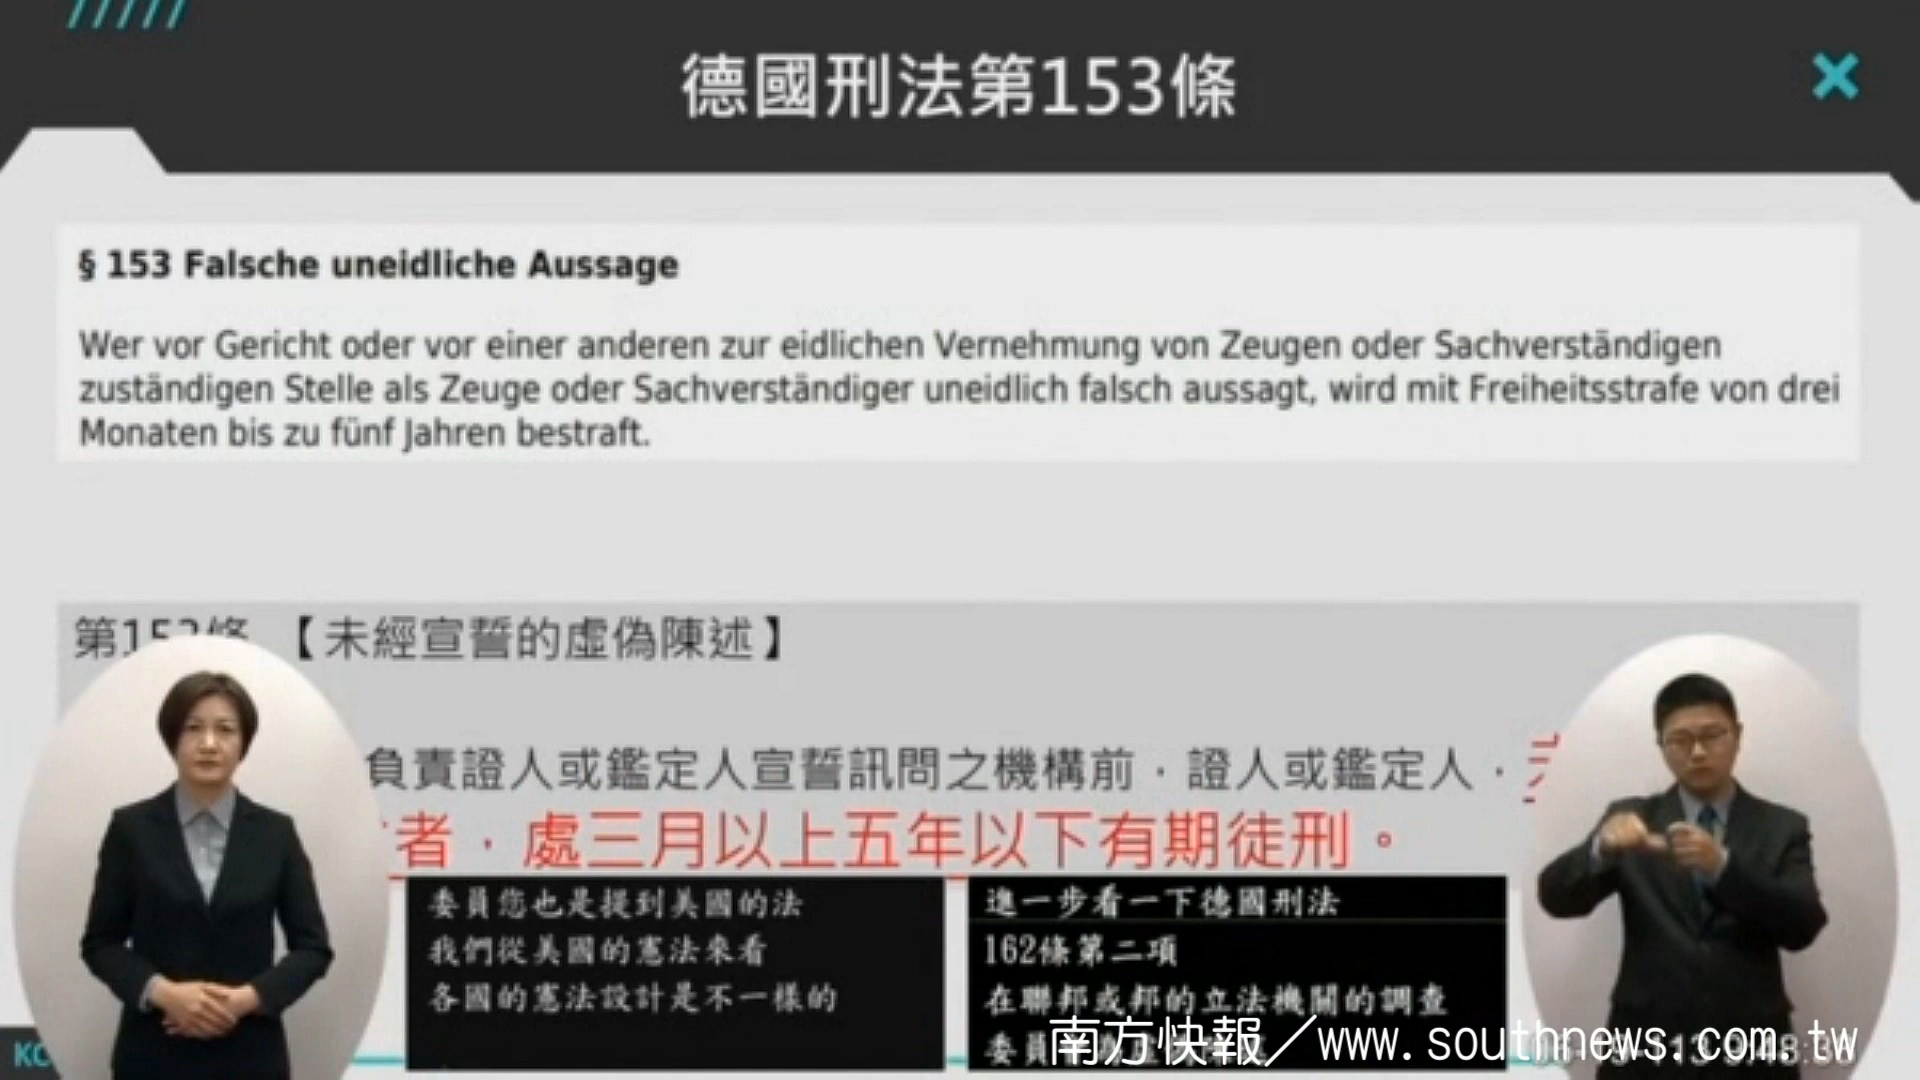 德國刑法第153條
§ 153 Falsche uneidliche Aussage
Wer vor Gericht oder vor einer anderen zur eidlichen Vernehmung von Zeugen oder Sachverständigen
zuständigen Stelle als Zeuge oder Sachverständiger uneidlich falsch aussagt, wird mit Freiheitsstrafe von drei
Monaten bis zu fünf Jahren bestraft.
第153條 【未經宣誓的虛偽陳述】
負責證人或鑑定人宣誓訊問之機構前，證人或鑑定人，
者，處三月以上五年以下有期徒刑。
委員您也是提到美國的法
我們從美國的憲法來看
各國的憲法設計是不一樣的
進一步看一下德國刑法
162條第二項
在聯邦或邦的立法機關的調查
委員
南方快報／www.southnews.com.tw
KC